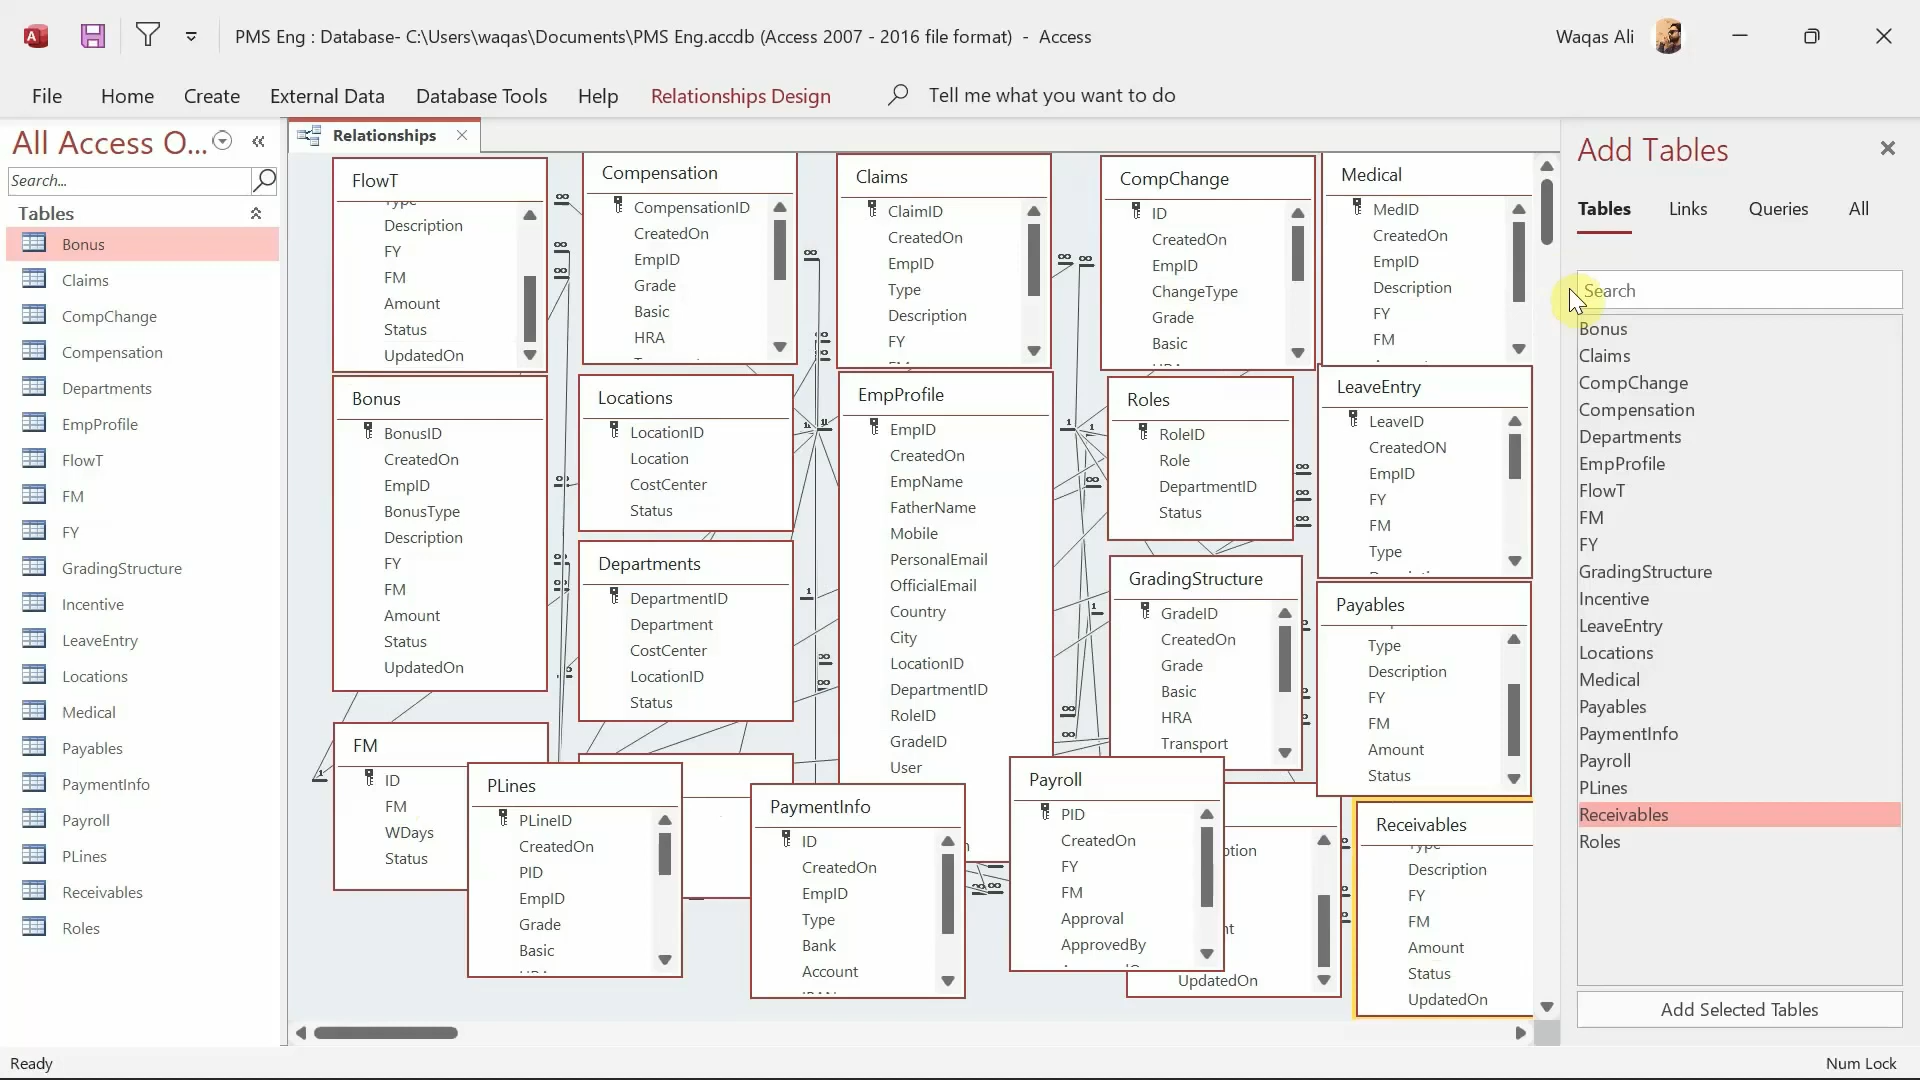 PMS Eng : Database- C:\Users\waqas\Documents\PMS Eng.accdb (Access 2007 - 2016 file format) - Access
Waqas Ali
File Home Create External Data Database Tools Help Relationships Design Tell me what you want to do
All Access O...
Search...
Tables
Bonus
Claims
CompChange
Compensation
Departments
EmpProfile
FlowT
FM
FY
GradingStructure
Incentive
LeaveEntry
Locations
Medical
Payables
PaymentInfo
Payroll
PLines
Receivables
Roles
Relationships
FlowT
Description
FY
FM
Amount
Status
UpdatedOn
Compensation
CompensationID
CreatedOn
EmpID
Grade
Basic
HRA
Claims
ClaimID
CreatedOn
EmpID
Type
Description
FY
CompChange
ID
CreatedOn
EmpID
ChangeType
Grade
Basic
Medical
MedID
CreatedOn
EmpID
Description
FY
FM
Bonus
BonusID
CreatedOn
EmpID
BonusType
Description
FY
FM
Amount
Status
UpdatedOn
Locations
LocationID
Location
CostCenter
Status
EmpProfile
EmpID
CreatedOn
EmpName
FatherName
Mobile
PersonalEmail
OfficialEmail
Country
City
LocationID
DepartmentID
RoleID
GradeID
User
Roles
RoleID
Role
DepartmentID
Status
LeaveEntry
LeaveID
CreatedON
EmpID
FY
FM
Type
Departments
DepartmentID
Department
CostCenter
LocationID
Status
GradingStructure
GradeID
CreatedOn
Grade
Basic
HRA
Transport
Payables
Type
Description
FY
FM
Amount
Status
FM
ID
FM
WDays
Status
PLines
PLineID
CreatedOn
PID
EmpID
Grade
Basic
PaymentInfo
ID
CreatedOn
EmpID
Type
Bank
Account
Payroll
PID
CreatedOn
FY
FM
Approval
ApprovedBy
UpdatedOn
Receivables
Description
FY
FM
Amount
Status
UpdatedOn
Add Tables
Tables Links Queries All
Search
Bonus
Claims
CompChange
Compensation
Departments
EmpProfile
FlowT
FM
FY
GradingStructure
Incentive
LeaveEntry
Locations
Medical
Payables
PaymentInfo
Payroll
PLines
Receivables
Roles
Add Selected Tables
Ready
Num Lock